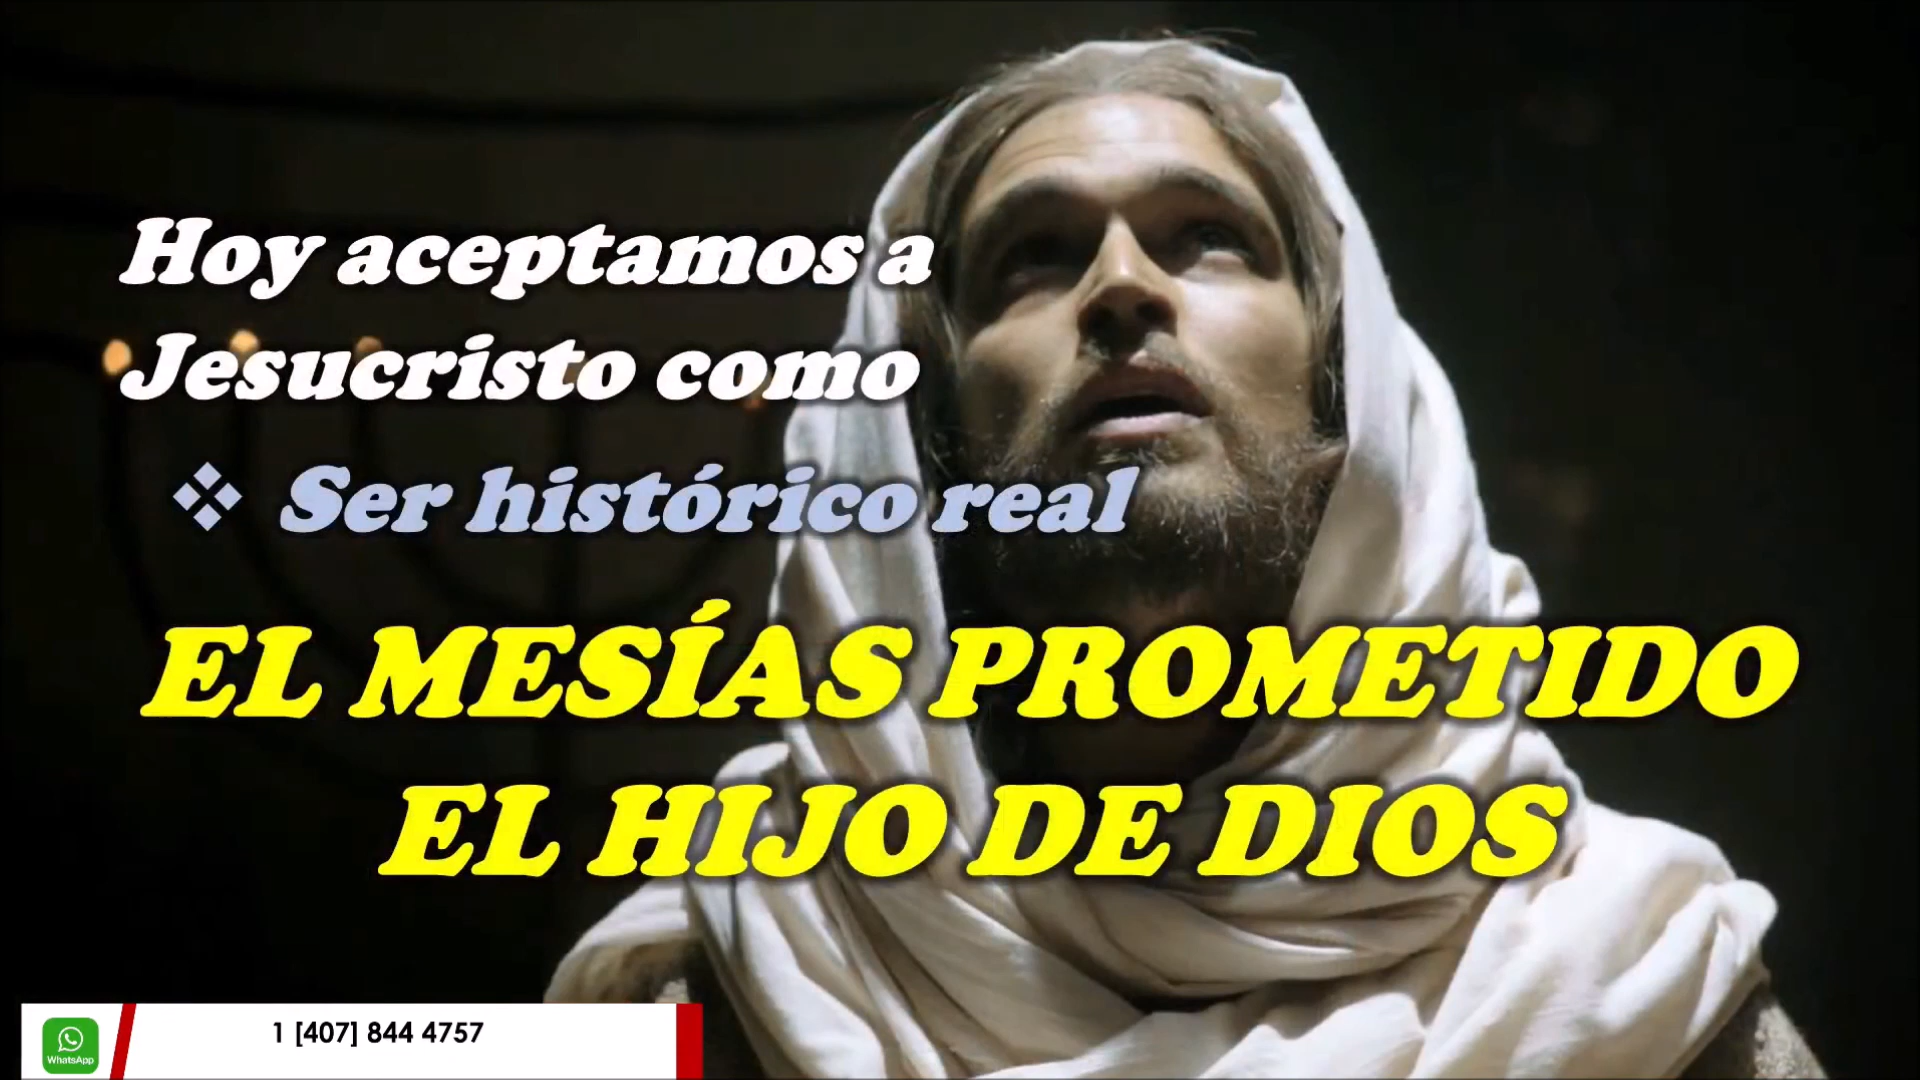 Hoy aceptamos a
Jesucristo como
❖ Ser histórico real
EL MESÍAS PROMETIDO
EL HIJO DE DIOS
1 [407] 844 4757
WhatsApp